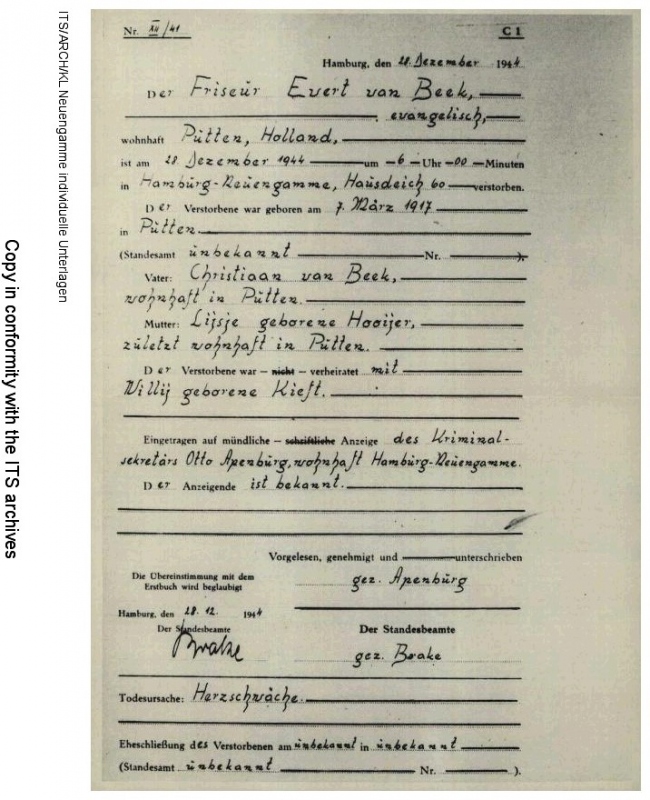 Nr. XII/41 C 1
Hamburg, den 28. Dezember 1944
Der Friseur Evert van Beek,
evangelisch,
wohnhaft Putten, Holland,
ist am 28. Dezember 1944 um 6 Uhr 00 Minuten
in Hamburg-Neuengamme, Hausdeich 60 verstorben.
Der Verstorbene war geboren am 7. März 1917
in Putten.
(Standesamt unbekannt Nr. ).
Vater: Christiaan van Beek,
wohnhaft in Putten.
Mutter: Lijsje geborene Hooijer,
zuletzt wohnhaft in Putten.
Der Verstorbene war – nicht – verheiratet mit
Willij geborene Kieft.
Eingetragen auf mündliche – schriftliche Anzeige des Kriminal-
sekretärs Otto Apenburg, wohnhaft Hamburg-Neuengamme.
Der Anzeigende ist bekannt.
Vorgelesen, genehmigt und unterschrieben
gez. Apenburg
Die Übereinstimmung mit dem
Erstbuch wird beglaubigt
Hamburg, den 28. 12. 1944
Der Standesbeamte
Brake
Der Standesbeamte
gez. Brake
Todesursache: Herzschwäche.
Eheschließung des Verstorbenen am unbekannt in unbekannt
(Standesamt unbekannt Nr. ).
ITS/ARCH/KL Neuengamme individuelle Unterlagen
Copy in conformity with the ITS archives